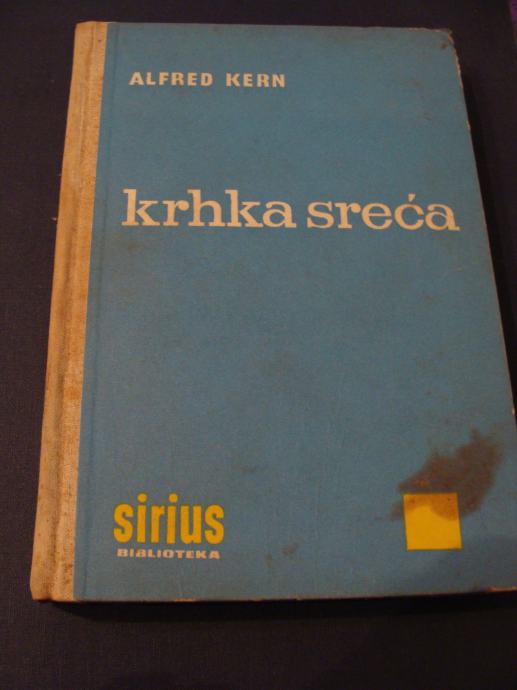 ALFRED KERN
krhka sreća
sirius
BIBLIOTEKA